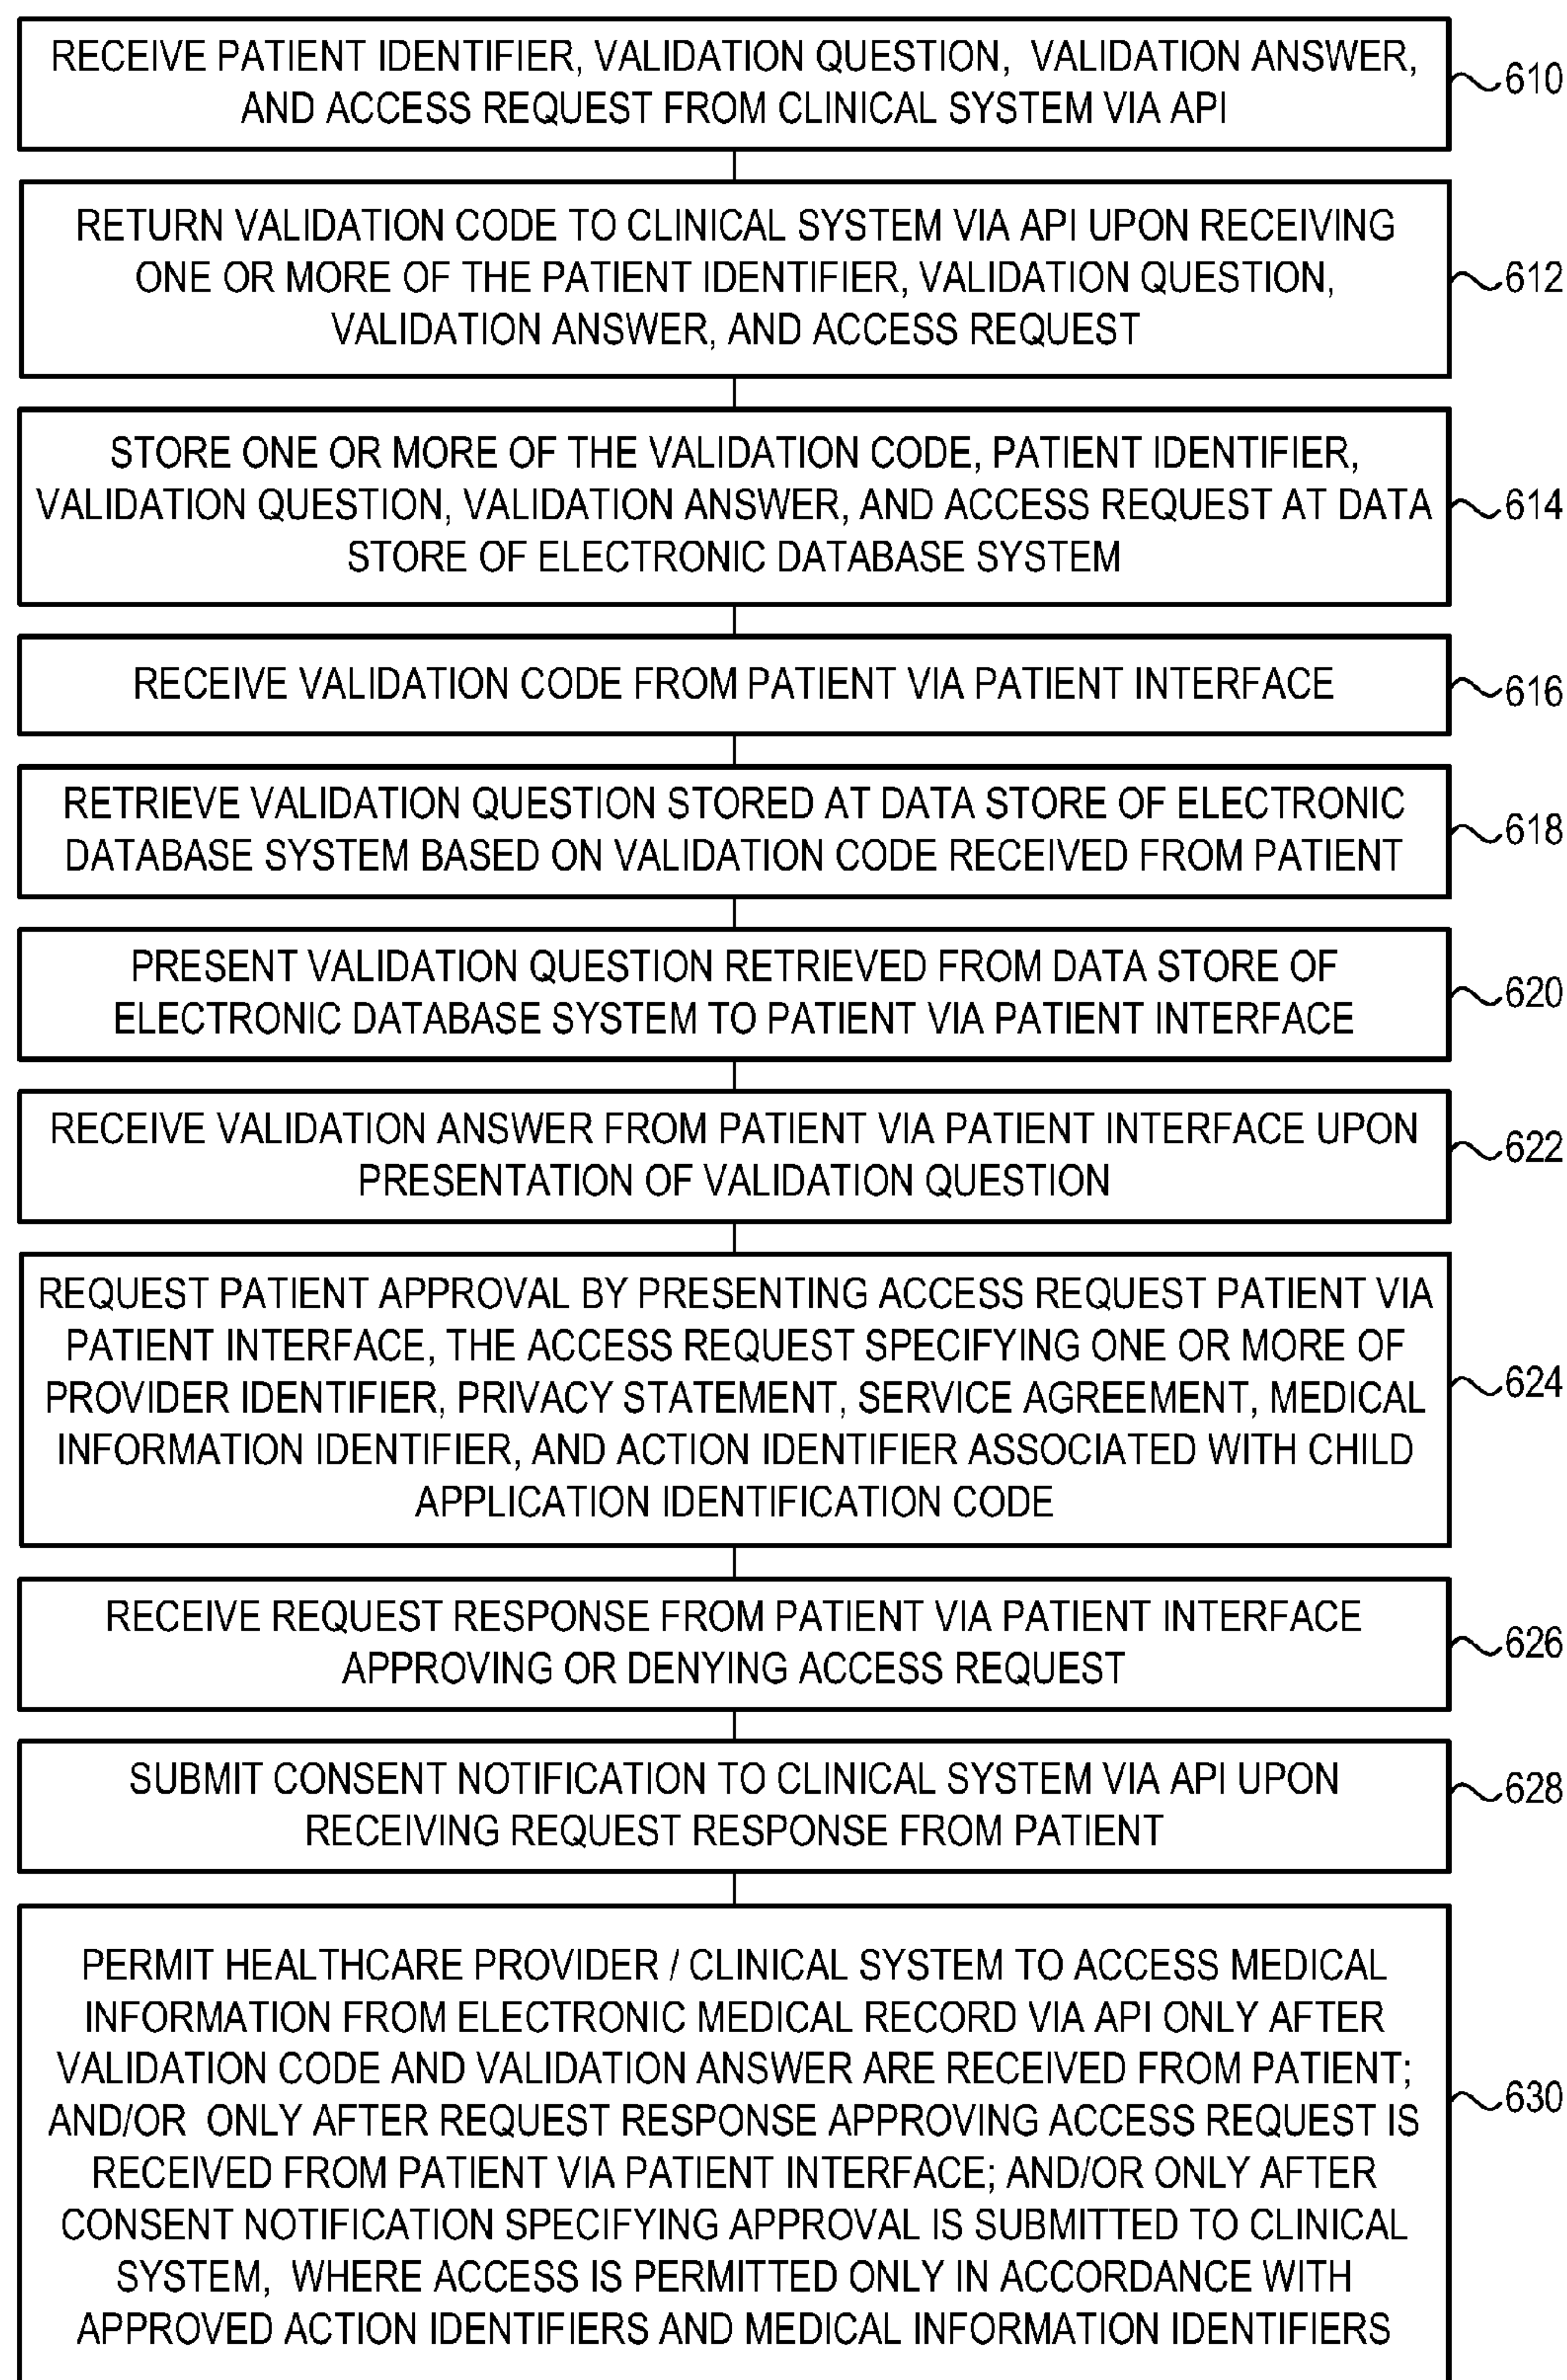 RECEIVE PATIENT IDENTIFIER, VALIDATION QUESTION, VALIDATION ANSWER,
AND ACCESS REQUEST FROM CLINICAL SYSTEM VIA API
610
RETURN VALIDATION CODE TO CLINICAL SYSTEM VIA API UPON RECEIVING
ONE OR MORE OF THE PATIENT IDENTIFIER, VALIDATION QUESTION,
VALIDATION ANSWER, AND ACCESS REQUEST
612
STORE ONE OR MORE OF THE VALIDATION CODE, PATIENT IDENTIFIER,
VALIDATION QUESTION, VALIDATION ANSWER, AND ACCESS REQUEST AT DATA
STORE OF ELECTRONIC DATABASE SYSTEM
614
RECEIVE VALIDATION CODE FROM PATIENT VIA PATIENT INTERFACE
616
RETRIEVE VALIDATION QUESTION STORED AT DATA STORE OF ELECTRONIC
DATABASE SYSTEM BASED ON VALIDATION CODE RECEIVED FROM PATIENT
618
PRESENT VALIDATION QUESTION RETRIEVED FROM DATA STORE OF
ELECTRONIC DATABASE SYSTEM TO PATIENT VIA PATIENT INTERFACE
620
RECEIVE VALIDATION ANSWER FROM PATIENT VIA PATIENT INTERFACE UPON
PRESENTATION OF VALIDATION QUESTION
622
REQUEST PATIENT APPROVAL BY PRESENTING ACCESS REQUEST PATIENT VIA
PATIENT INTERFACE, THE ACCESS REQUEST SPECIFYING ONE OR MORE OF
PROVIDER IDENTIFIER, PRIVACY STATEMENT, SERVICE AGREEMENT, MEDICAL
INFORMATION IDENTIFIER, AND ACTION IDENTIFIER ASSOCIATED WITH CHILD
APPLICATION IDENTIFICATION CODE
624
RECEIVE REQUEST RESPONSE FROM PATIENT VIA PATIENT INTERFACE
APPROVING OR DENYING ACCESS REQUEST
626
SUBMIT CONSENT NOTIFICATION TO CLINICAL SYSTEM VIA API UPON
RECEIVING REQUEST RESPONSE FROM PATIENT
628
PERMIT HEALTHCARE PROVIDER / CLINICAL SYSTEM TO ACCESS MEDICAL
INFORMATION FROM ELECTRONIC MEDICAL RECORD VIA API ONLY AFTER
VALIDATION CODE AND VALIDATION ANSWER ARE RECEIVED FROM PATIENT;
AND/OR ONLY AFTER REQUEST RESPONSE APPROVING ACCESS REQUEST IS
RECEIVED FROM PATIENT VIA PATIENT INTERFACE; AND/OR ONLY AFTER
CONSENT NOTIFICATION SPECIFYING APPROVAL IS SUBMITTED TO CLINICAL
SYSTEM, WHERE ACCESS IS PERMITTED ONLY IN ACCORDANCE WITH
APPROVED ACTION IDENTIFIERS AND MEDICAL INFORMATION IDENTIFIERS
630